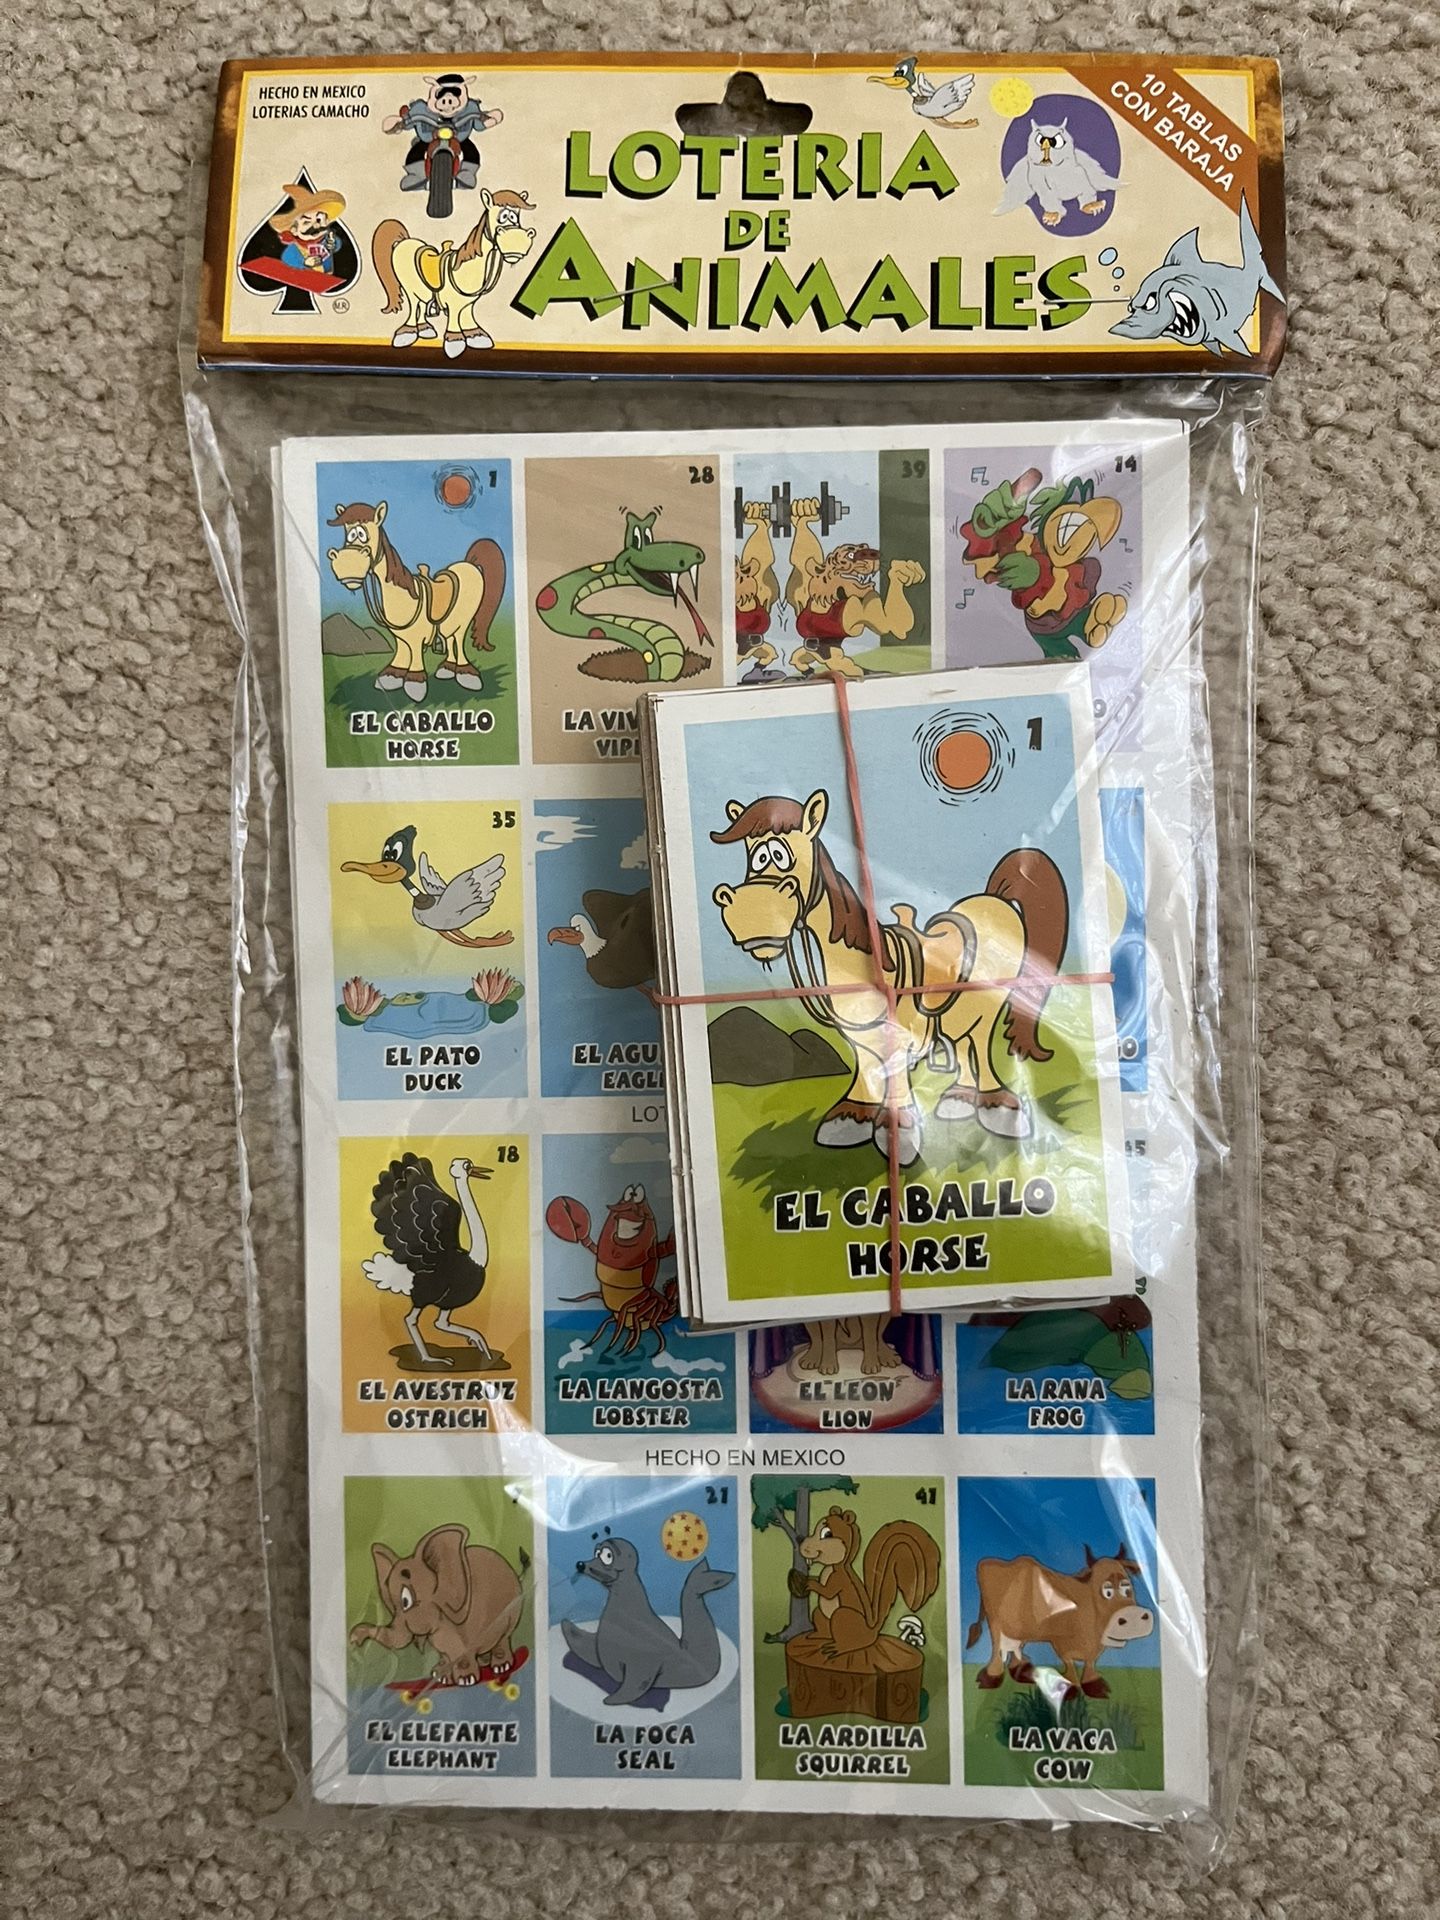 HECHO EN MEXICO
LOTERIAS CAMACHO
10 TABLAS
CON BARAJA
LOTERIA
DE
ANIMALES
M.R.
1
28
39
14
EL CABALLO
HORSE
LA
1
35
EL PATO
DUCK
EL
EL CABALLO
HORSE
18
EL AVESTRUZ
OSTRICH
LA LANGOSTA
LOBSTER
EL LEON
LION
LA RANA
FROG
HECHO EN MEXICO
21
41
EL ELEFANTE
ELEPHANT
LA FOCA
SEAL
LA ARDILLA
SQUIRREL
LA VACA
COW